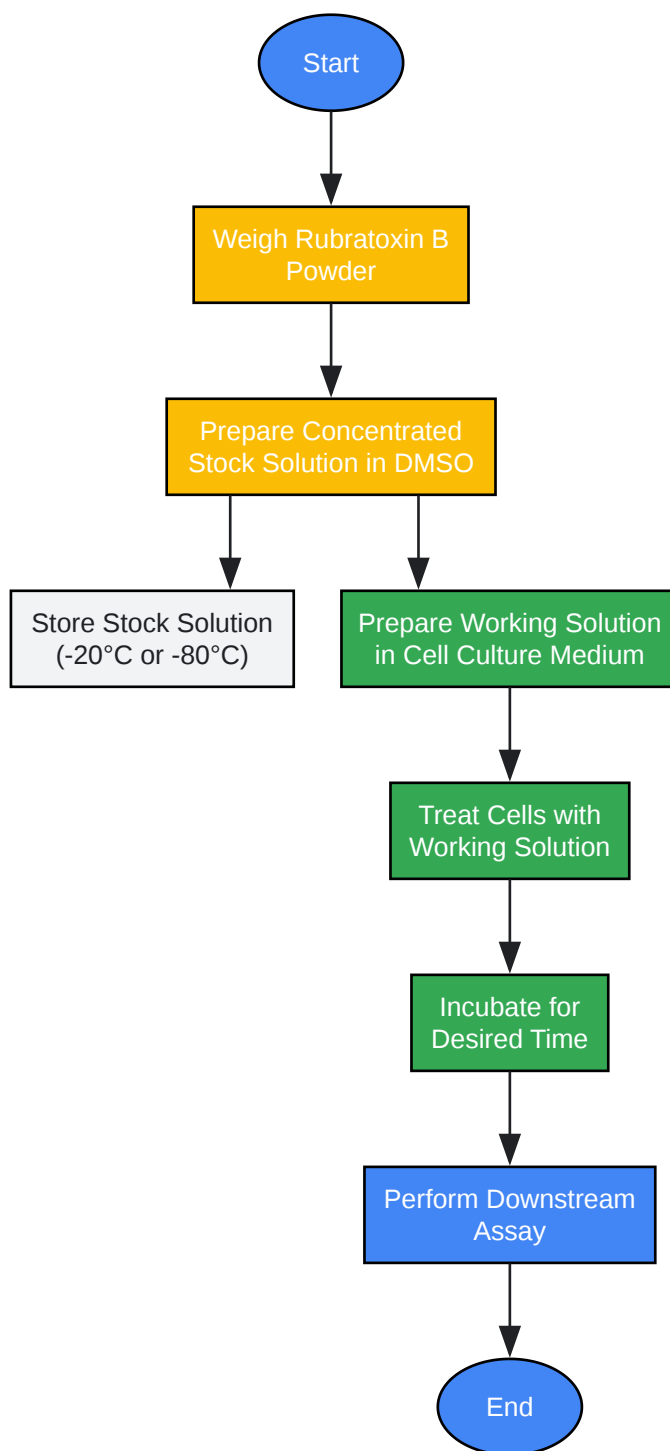 Start
Weigh Rubratoxin B
Powder
Prepare Concentrated
Stock Solution in DMSO
Store Stock Solution
(-20°C or -80°C)
Prepare Working Solution
in Cell Culture Medium
Treat Cells with
Working Solution
Incubate for
Desired Time
Perform Downstream
Assay
End